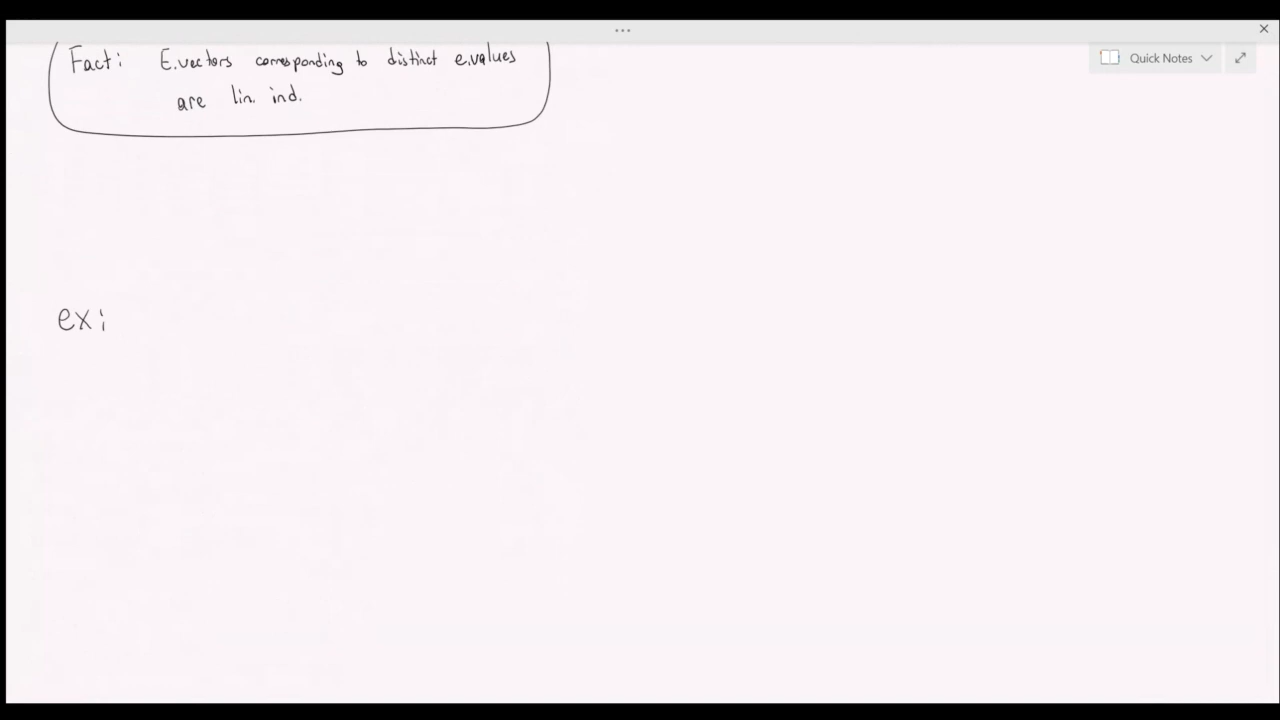 Quick Notes
Fact: E.vectors corresponding to distinct e.values
are lin. ind.
ex: